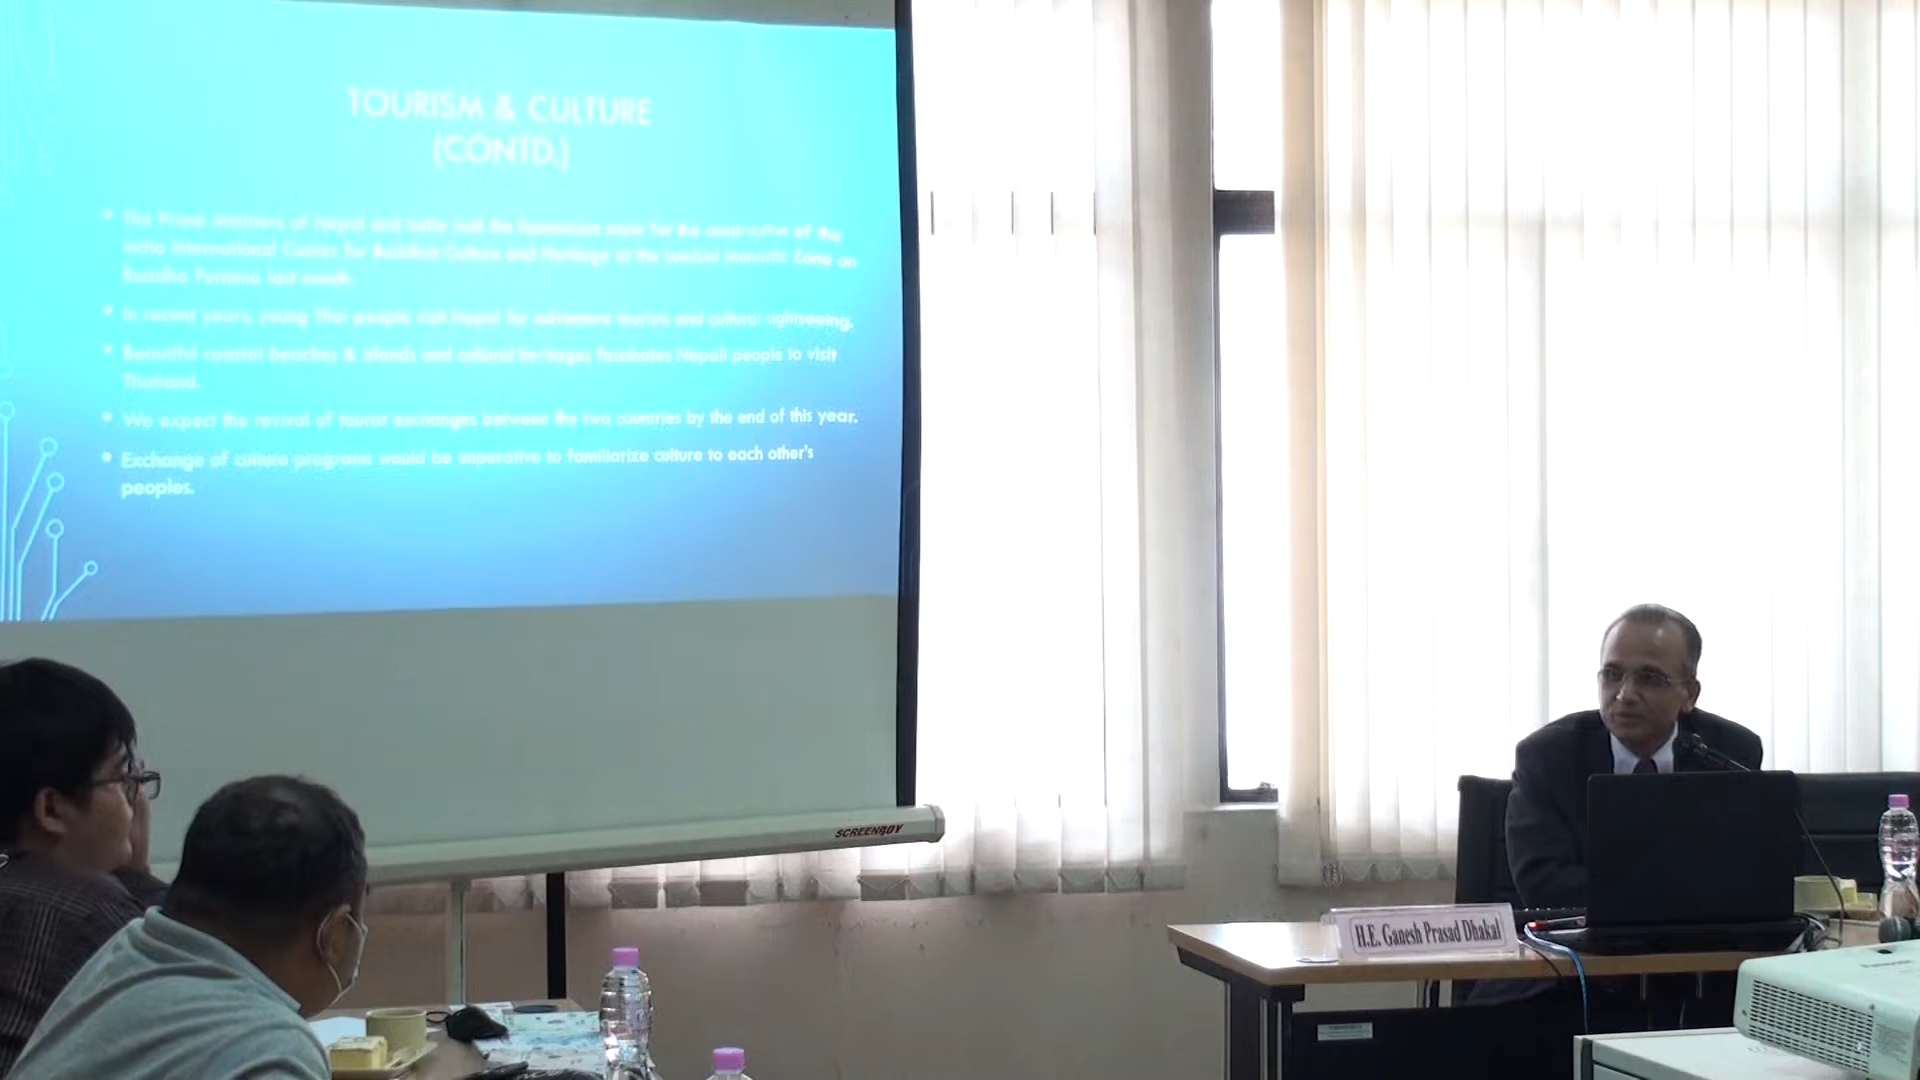 TOURISM & CULTURE
(CONTD.)
• The Prime Ministers of Nepal and India laid the foundation stone for the construction of the
India International Center for Buddhist Culture and Heritage at the Lumbini Monastic Zone on
Buddha Purnima last month.
• In recent years, young Thai people visit Nepal for adventure tourism and cultural sightseeing.
• Beautiful coastal beaches & islands and cultural heritages fascinates Nepali people to visit
Thailand.
• We expect the revival of tourist exchanges between the two countries by the end of this year.
• Exchange of culture programs would be imperative to familiarize culture to each other's
peoples.
SCREENBOY
H.E. Ganesh Prasad Dhakal
Panasonic